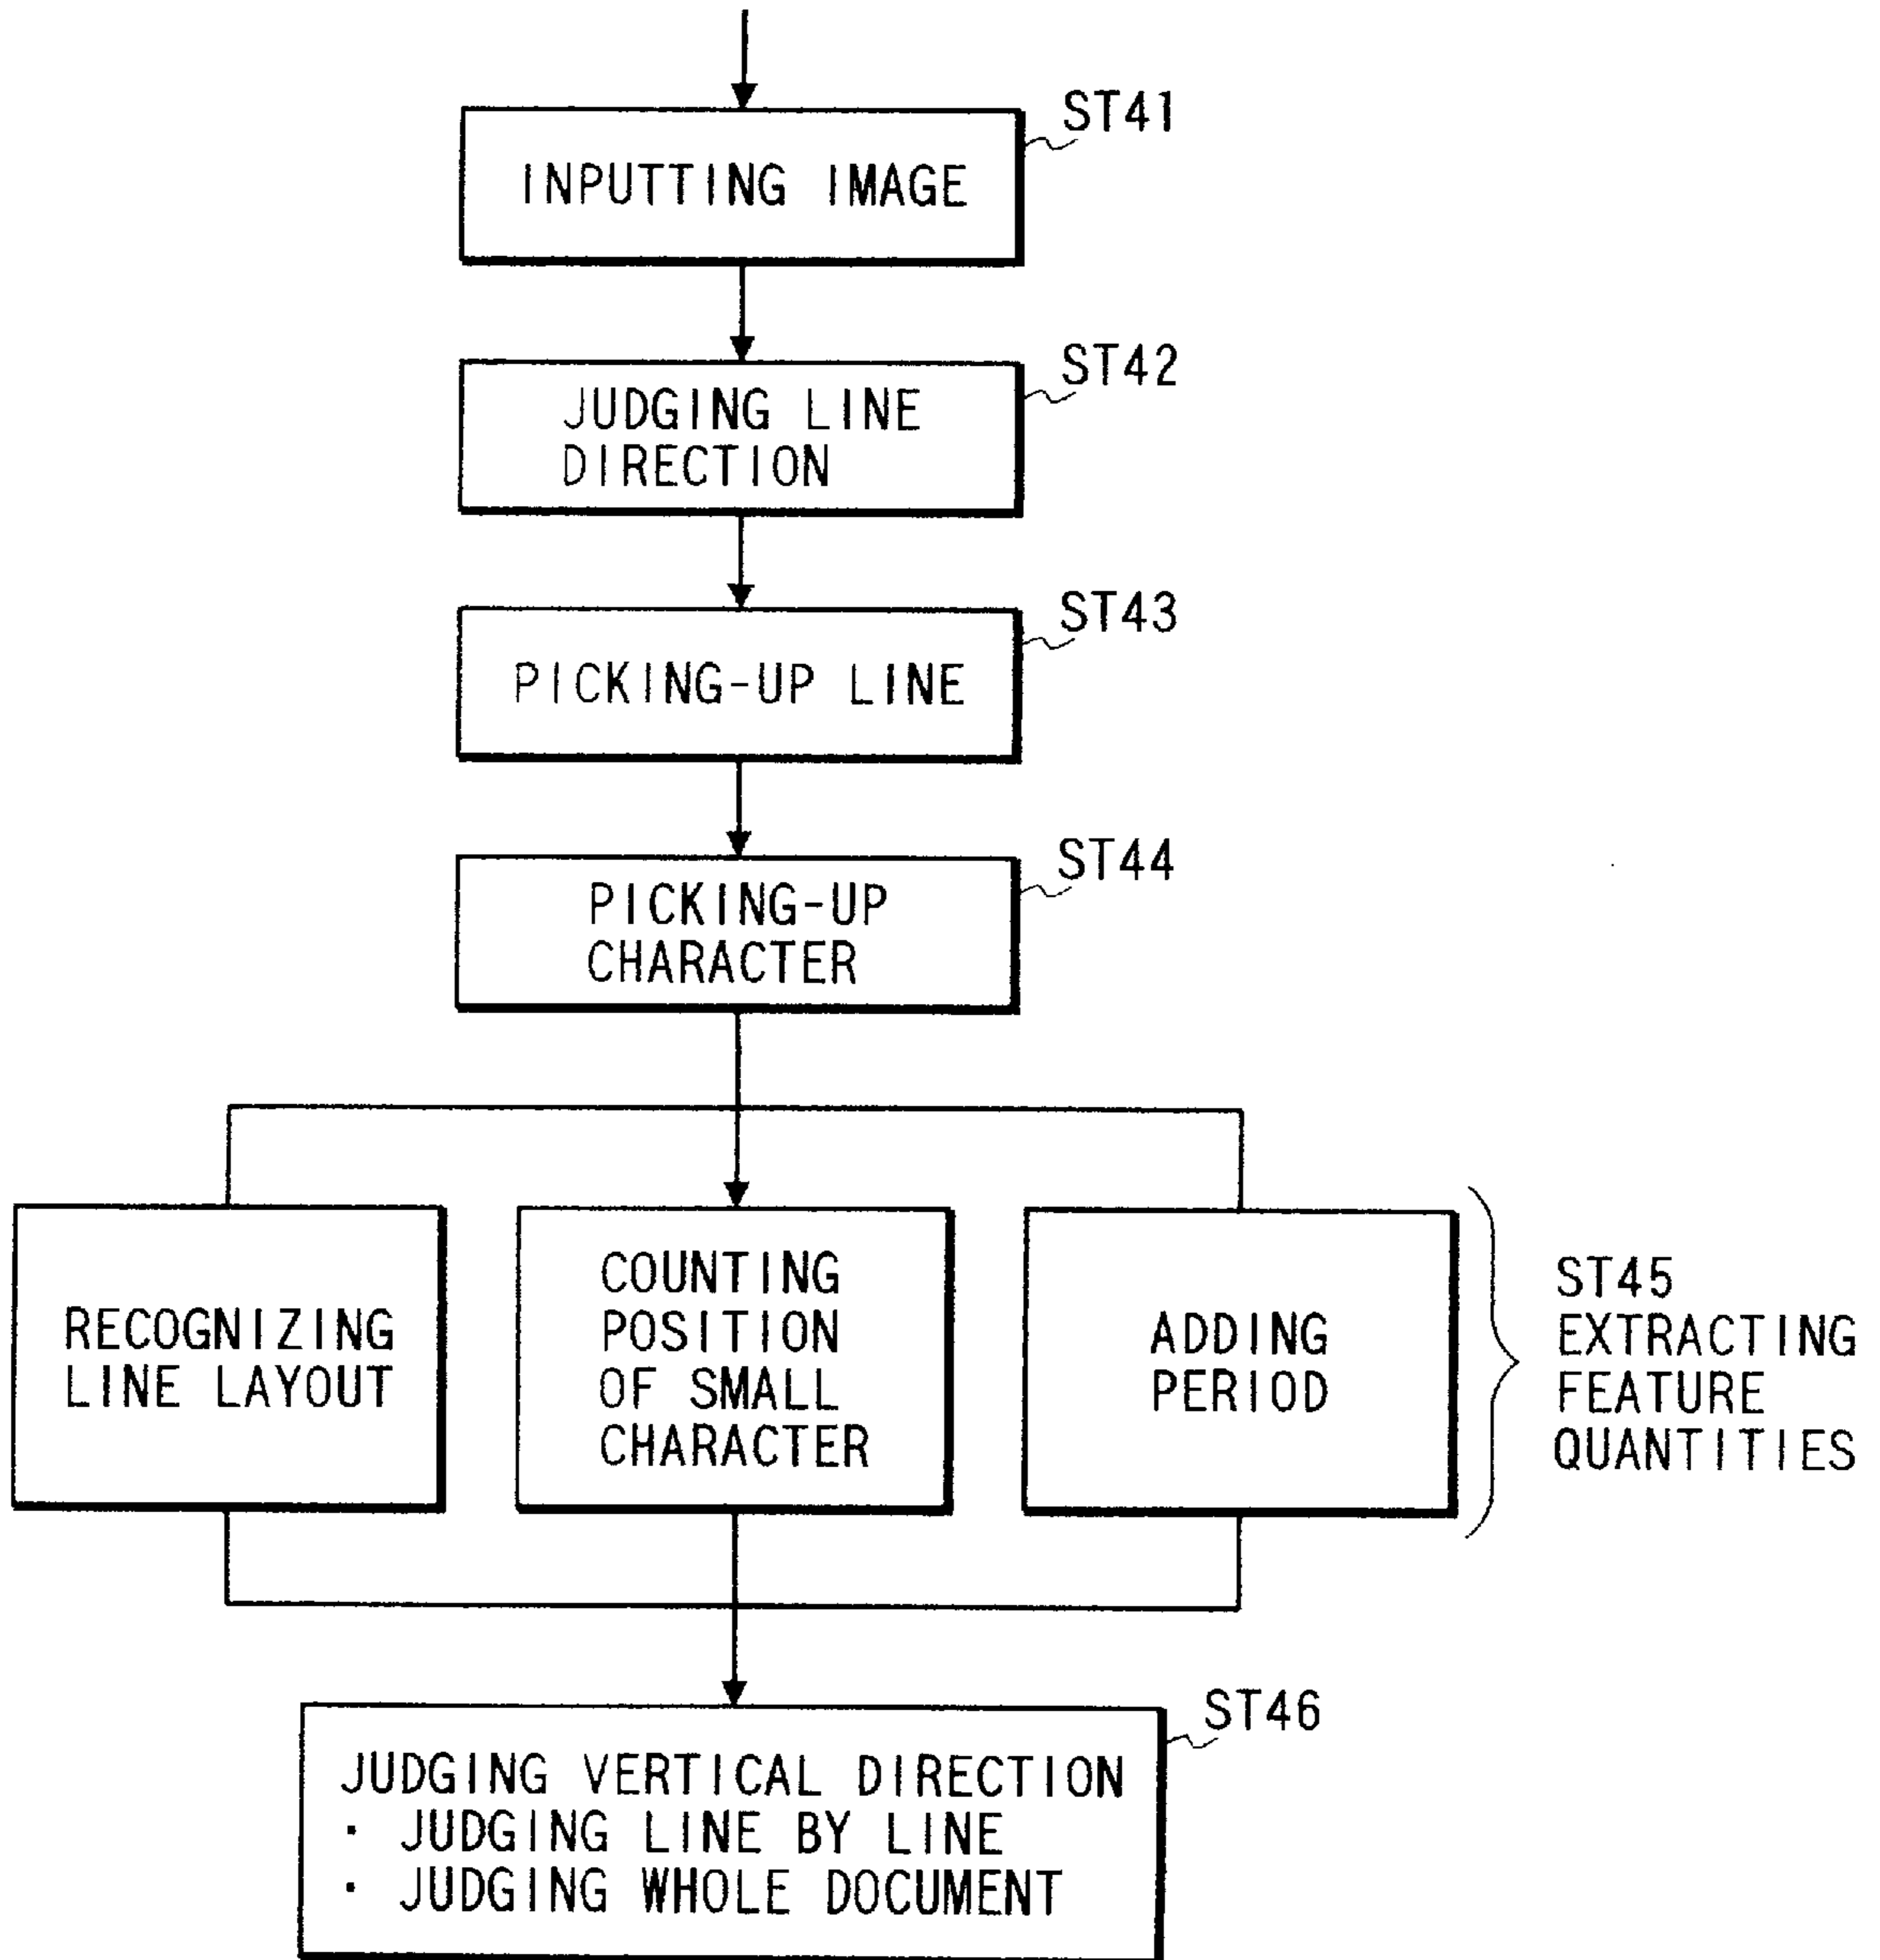 ST41
INPUTTING IMAGE
ST42
JUDGING LINE
DIRECTION
ST43
PICKING-UP LINE
ST44
PICKING-UP
CHARACTER
RECOGNIZING
LINE LAYOUT
COUNTING
POSITION
OF SMALL
CHARACTER
ADDING
PERIOD
ST45
EXTRACTING
FEATURE
QUANTITIES
ST46
JUDGING VERTICAL DIRECTION
· JUDGING LINE BY LINE
· JUDGING WHOLE DOCUMENT